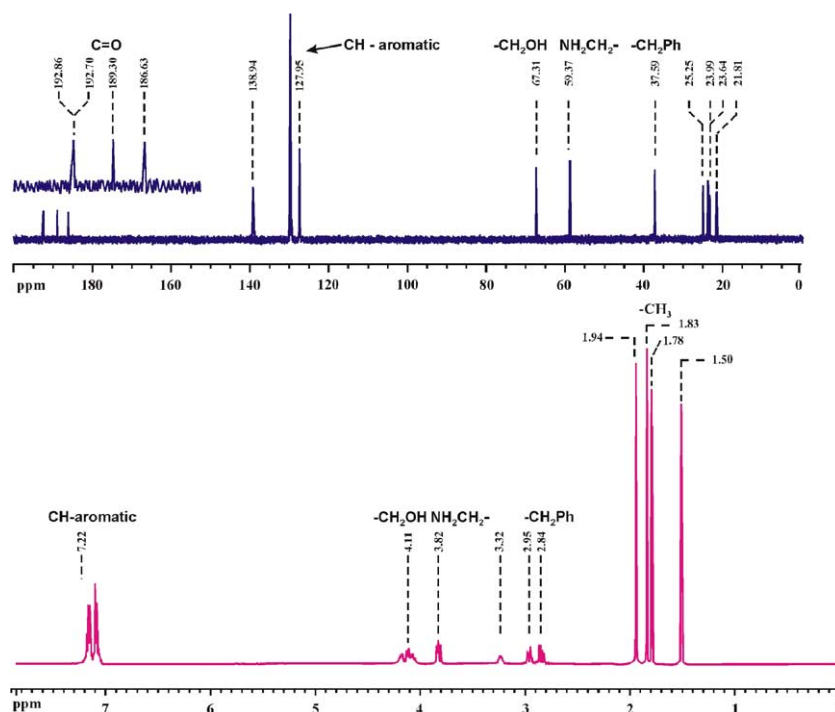 C=O
CH - aromatic
-CH₂OH NH₂CH₂- -CH₂Ph
192.86 192.70 189.30 186.63 138.94 127.95 67.31 59.37 37.59 25.25 23.99 23.64 21.81
ppm 180 160 140 120 100 80 60 40 20 0
-CH₃
1.94 1.83
1.78
1.50
CH-aromatic -CH₂OH NH₂CH₂- -CH₂Ph
7.22 4.11 3.82 3.32 2.95 2.84
ppm 7 6 5 4 3 2 1